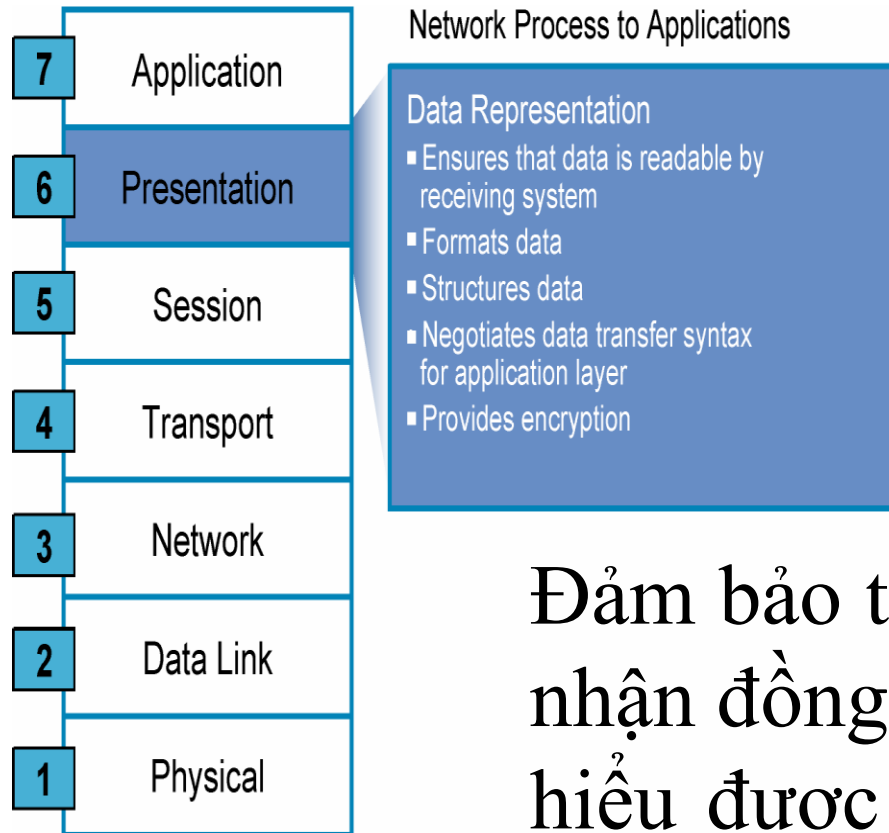 Network Process to Applications
7 Application
6 Presentation
5 Session
4 Transport
3 Network
2 Data Link
1 Physical
Data Representation
▪ Ensures that data is readable by
receiving system
▪ Formats data
▪ Structures data
▪ Negotiates data transfer syntax
for application layer
▪ Provides encryption
Đảm bảo t
nhận đồng
hiểu đươc